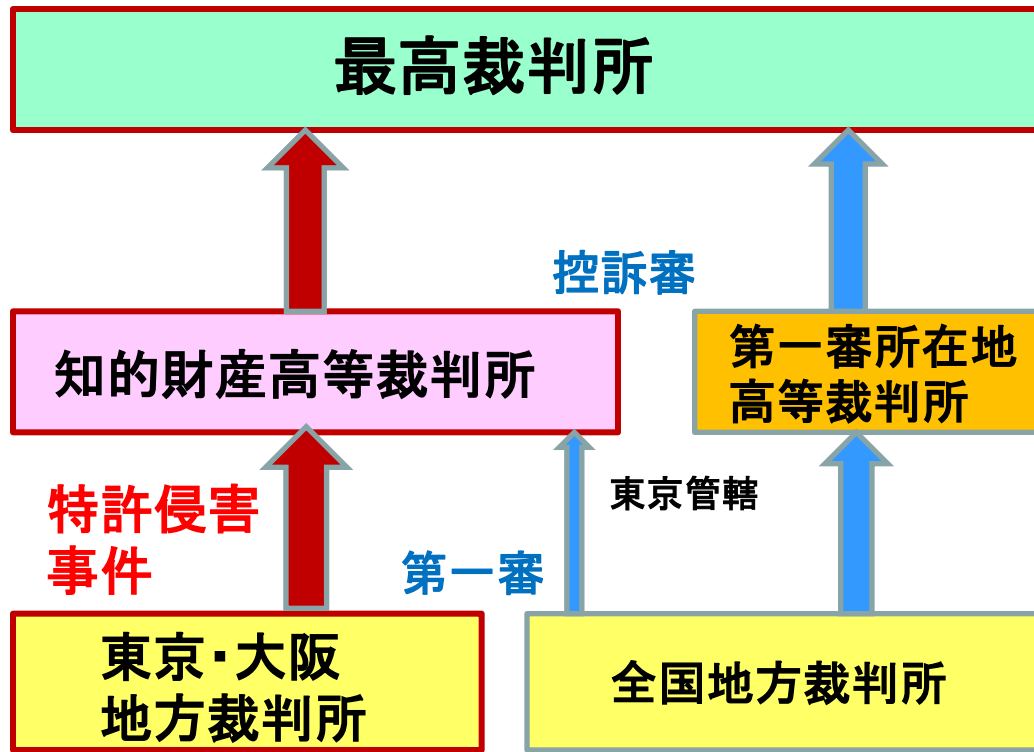 最高裁判所
控訴審
知的財産高等裁判所
第一審所在地
高等裁判所
東京管轄
特許侵害
事件
第一審
東京・大阪
地方裁判所
全国地方裁判所